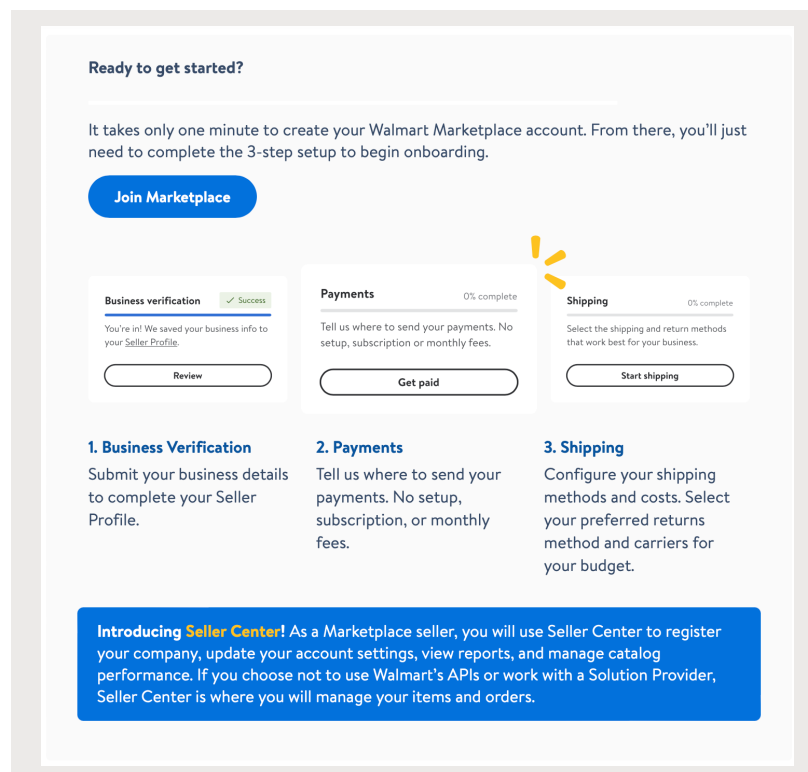 Ready to get started?
It takes only one minute to create your Walmart Marketplace account. From there, you'll just
need to complete the 3-step setup to begin onboarding.
Join Marketplace
Business verification
✓ Success
You're in! We saved your business info to
your Seller Profile.
Review
Payments
0% complete
Tell us where to send your payments. No
setup, subscription or monthly fees.
Get paid
Shipping
0% complete
Select the shipping and return methods
that work best for your business.
Start shipping
1. Business Verification
Submit your business details
to complete your Seller
Profile.
2. Payments
Tell us where to send your
payments. No setup,
subscription, or monthly
fees.
3. Shipping
Configure your shipping
methods and costs. Select
your preferred returns
method and carriers for
your budget.
Introducing Seller Center! As a Marketplace seller, you will use Seller Center to register
your company, update your account settings, view reports, and manage catalog
performance. If you choose not to use Walmart's APIs or work with a Solution Provider,
Seller Center is where you will manage your items and orders.